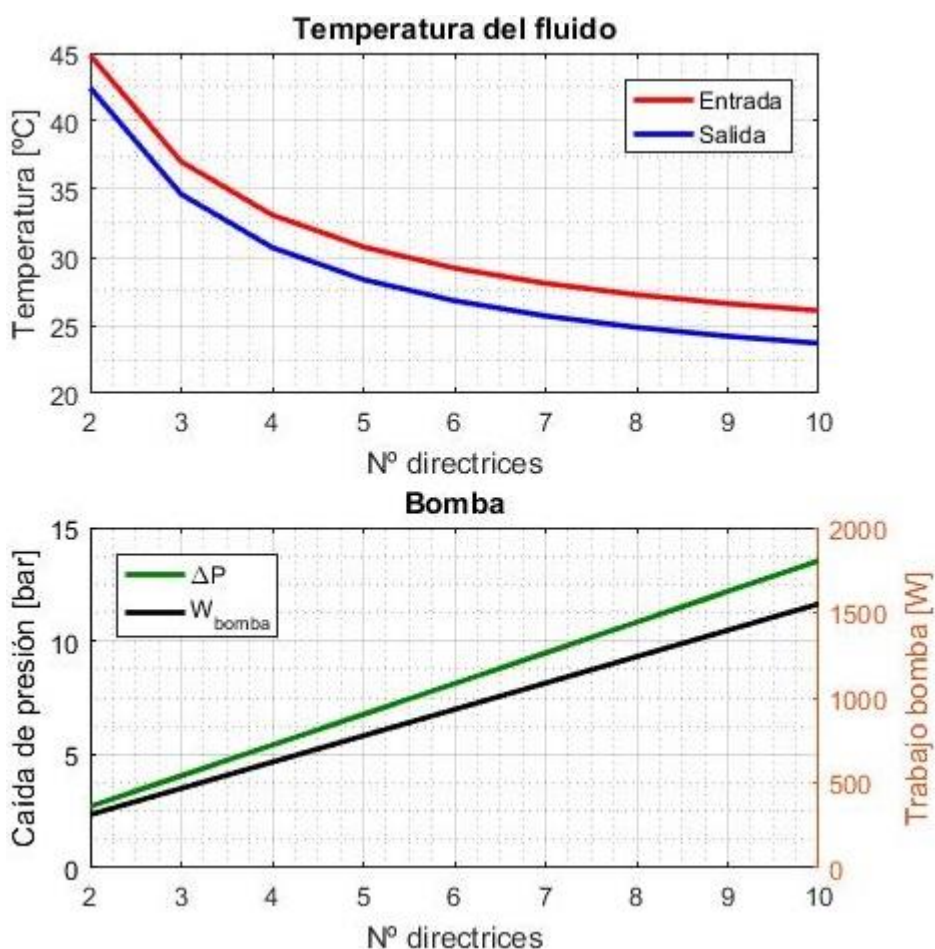 Temperatura del fluido
Temperatura [ºC]
45
40
35
30
25
20
Entrada
Salida
2 3 4 5 6 7 8 9 10
Nº directrices
Bomba
Caída de presión [bar]
15
10
5
0
ΔP
W_bomba
2000
1500
1000
500
0
Trabajo bomba [W]
2 3 4 5 6 7 8 9 10
Nº directrices